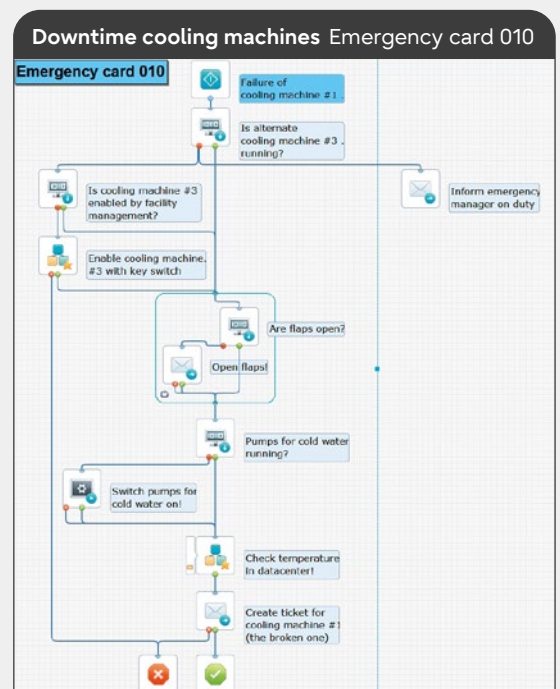 Downtime cooling machines Emergency card 010
Emergency card 010
Failure of
cooling machine #1 .
Is alternate
cooling machine #3 .
running?
Is cooling machine #3
enabled by facility
management?
Inform emergency
manager on duty
Enable cooling machine.
#3 with key switch
Are flaps open?
Open flaps!
Pumps for cold water
running?
Switch pumps for
cold water on!
Check temperature
in datacenter!
Create ticket for
cooling machine #1
(the broken one)